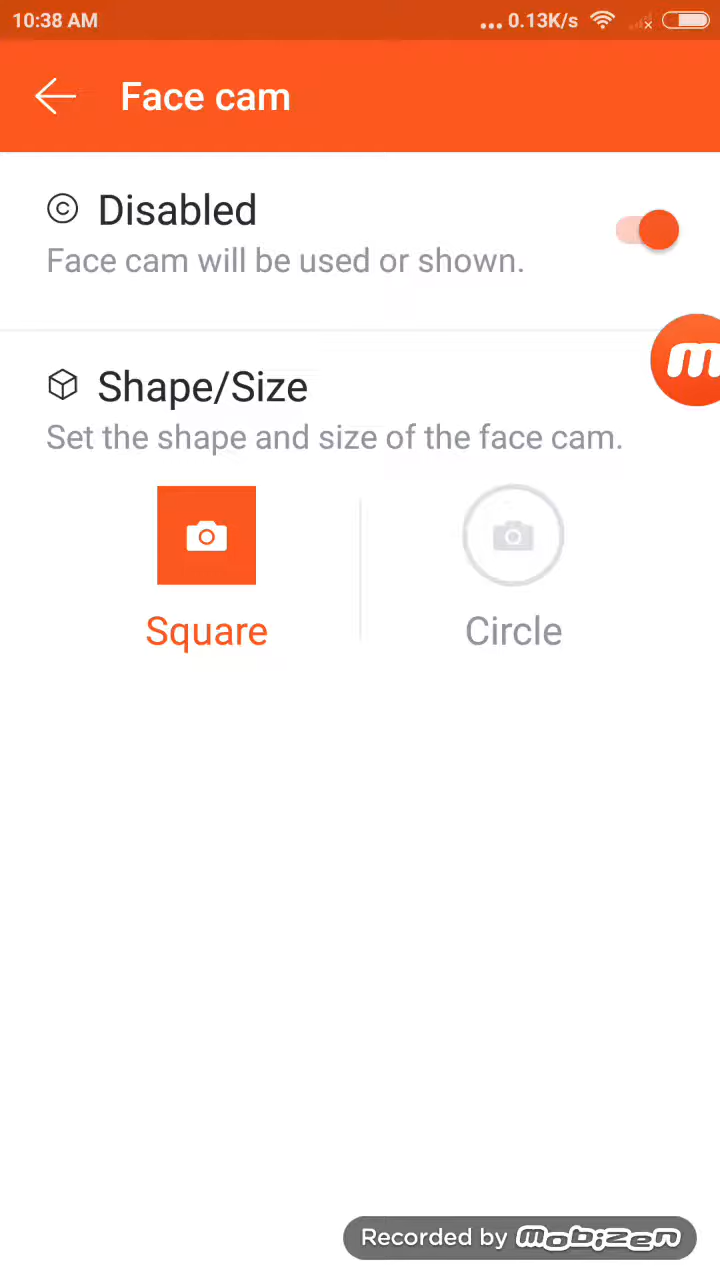 10:38 AM ... 0.13K/s
Face cam
© Disabled
Face cam will be used or shown.
m
Shape/Size
Set the shape and size of the face cam.
Square Circle
Recorded by mobizen